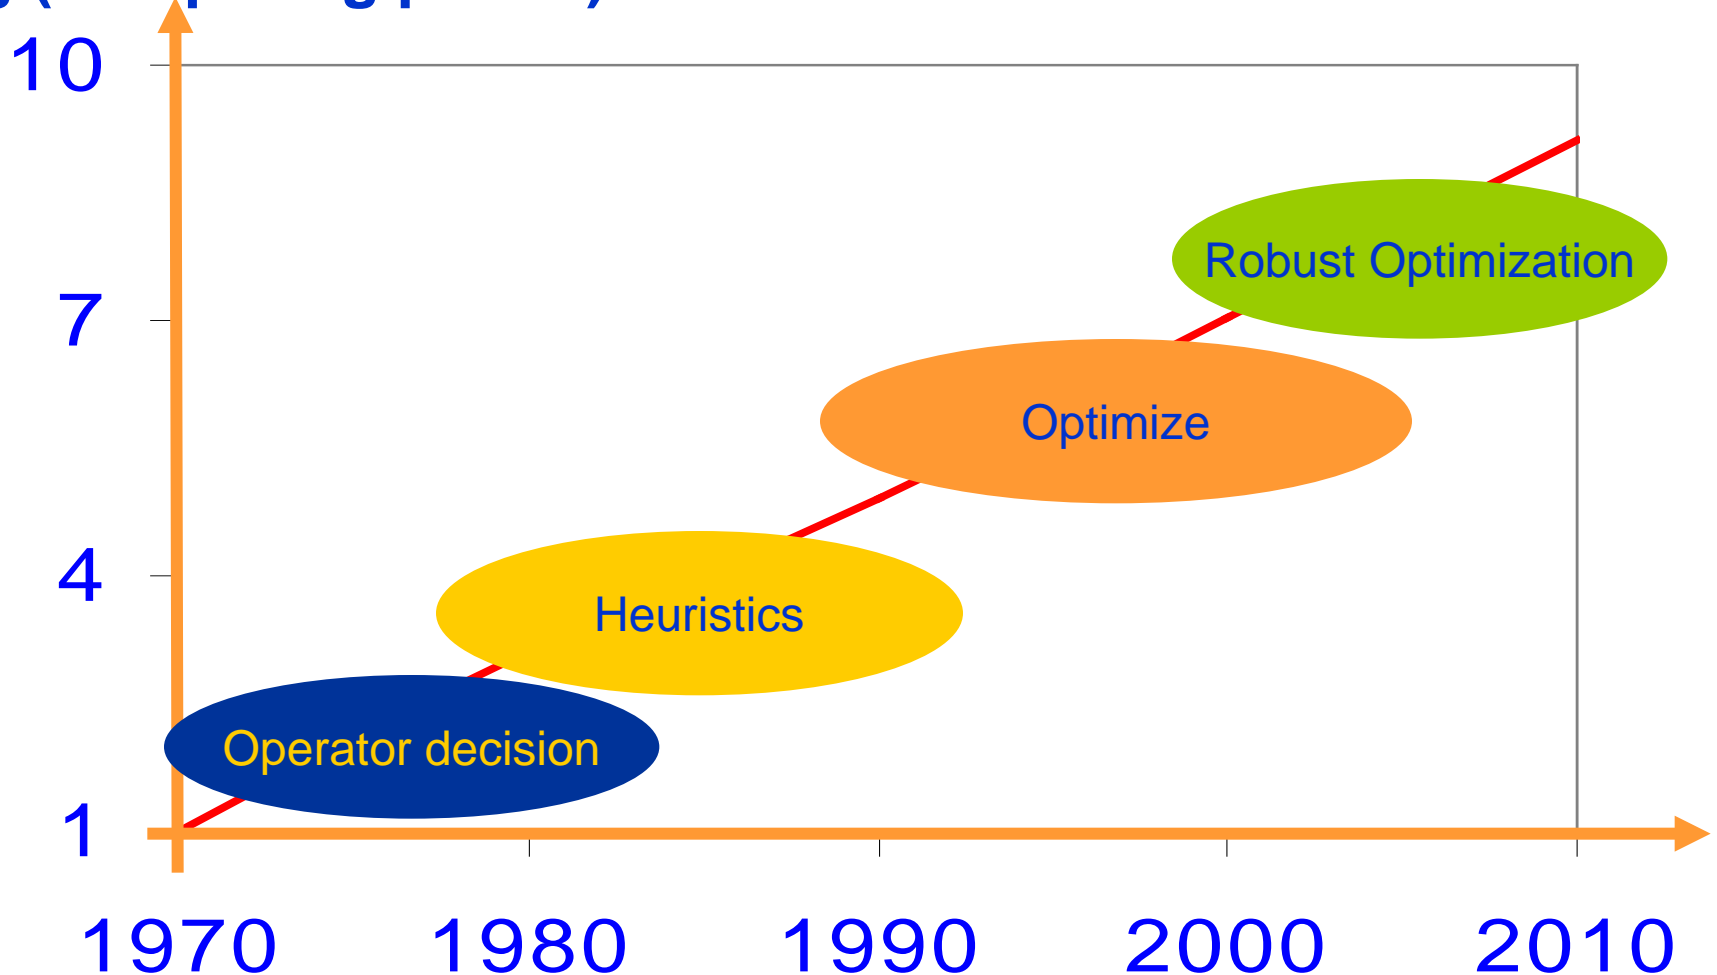 10
7
4
1
Robust Optimization
Optimize
Heuristics
Operator decision
1970 1980 1990 2000 2010